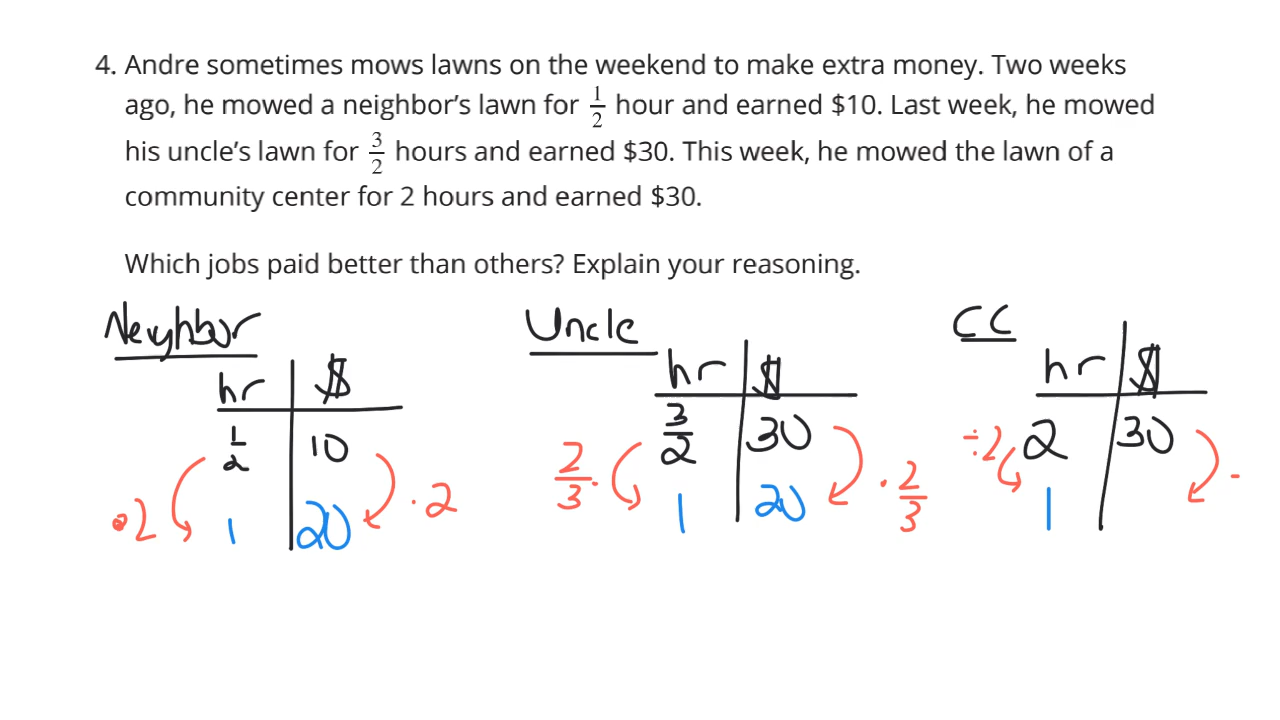 4. Andre sometimes mows lawns on the weekend to make extra money. Two weeks
ago, he mowed a neighbor's lawn for 1/2 hour and earned $10. Last week, he mowed
his uncle's lawn for 3/2 hours and earned $30. This week, he mowed the lawn of a
community center for 2 hours and earned $30.
Which jobs paid better than others? Explain your reasoning.
Neighbor
hr $
1/2 10
·2 1 20 ·2
Uncle
hr $
3/2 30
2/3· 1 20 ·2/3
CC
hr $
÷2 2 30 -
1